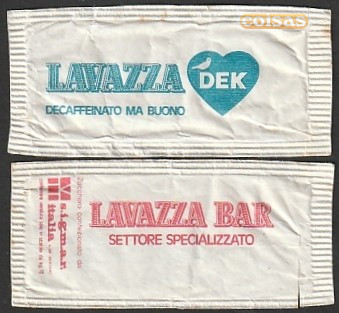 coisas
LAVAZZA
DEK
DECAFFEINATO MA BUONO
LAVAZZA BAR
SETTORE SPECIALIZZATO
Zucchero confezionato da
sigmar
italia